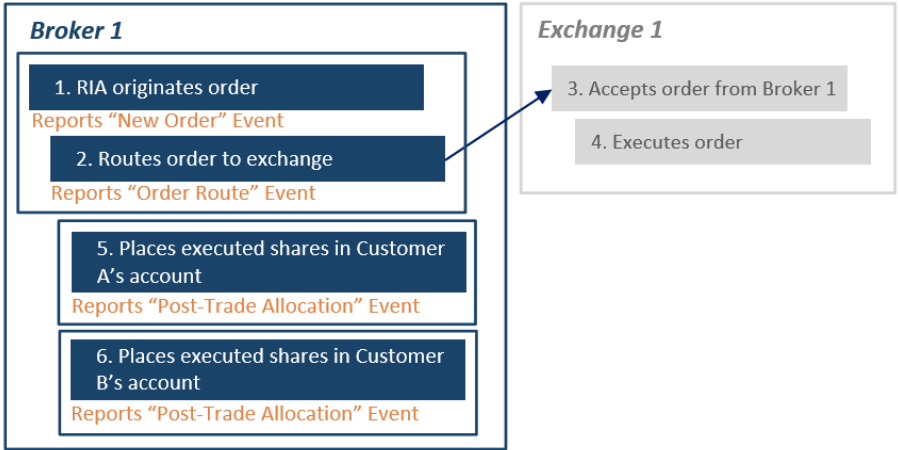 Broker 1
1. RIA originates order
Reports “New Order” Event
2. Routes order to exchange
Reports “Order Route” Event
5. Places executed shares in Customer
A’s account
Reports “Post-Trade Allocation” Event
6. Places executed shares in Customer
B’s account
Reports “Post-Trade Allocation” Event
Exchange 1
3. Accepts order from Broker 1
4. Executes order